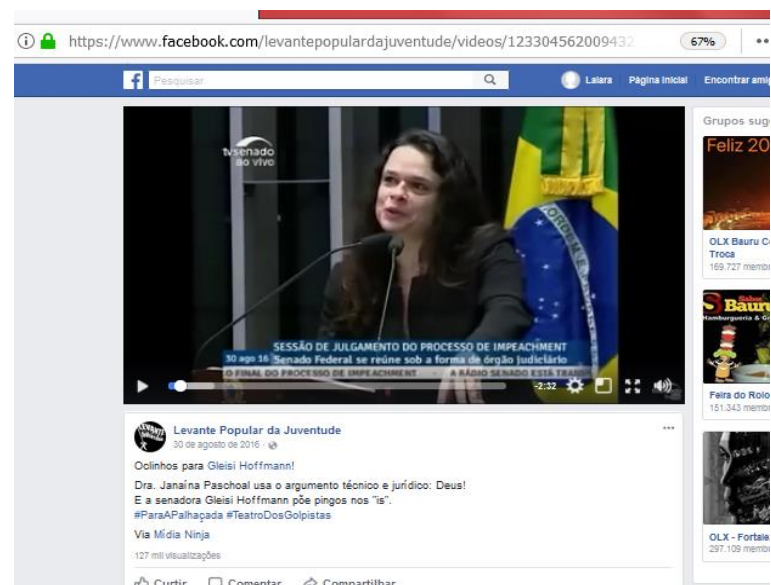 https://www.facebook.com/levantepopulardajuventude/videos/1233045620094
67%
Pesquisar
Laiara Página inicial Encontrar ami
tvsenado
ao vivo
ORDEM E
SESSÃO DE JULGAMENTO DO PROCESSO DE IMPEACHMENT
30 ago 16 Senado Federal se reúne sob a forma de órgão judiciário
O FINAL DO PROCESSO DE IMPEACHMENT - A RÁDIO SENADO ESTÁ TRANS
-2:32
Levante Popular da Juventude
30 de agosto de 2016 ·
Oclinhos para Gleisi Hoffmann!
Dra. Janaína Paschoal usa o argumento técnico e jurídico: Deus!
E a senadora Gleisi Hoffmann põe pingos nos "is".
#ParaAPalhaçada #TeatroDosGolpistas
Via Mídia Ninja
127 mil visualizações
Curtir Comentar Compartilhar
Grupos sug
Feliz 20
OLX Bauru C
Troca
169.727 memb
Bauru
Hamburgueria & G
Feira do Rolo
151.343 memb
OLX - Fortale
297.109 memb